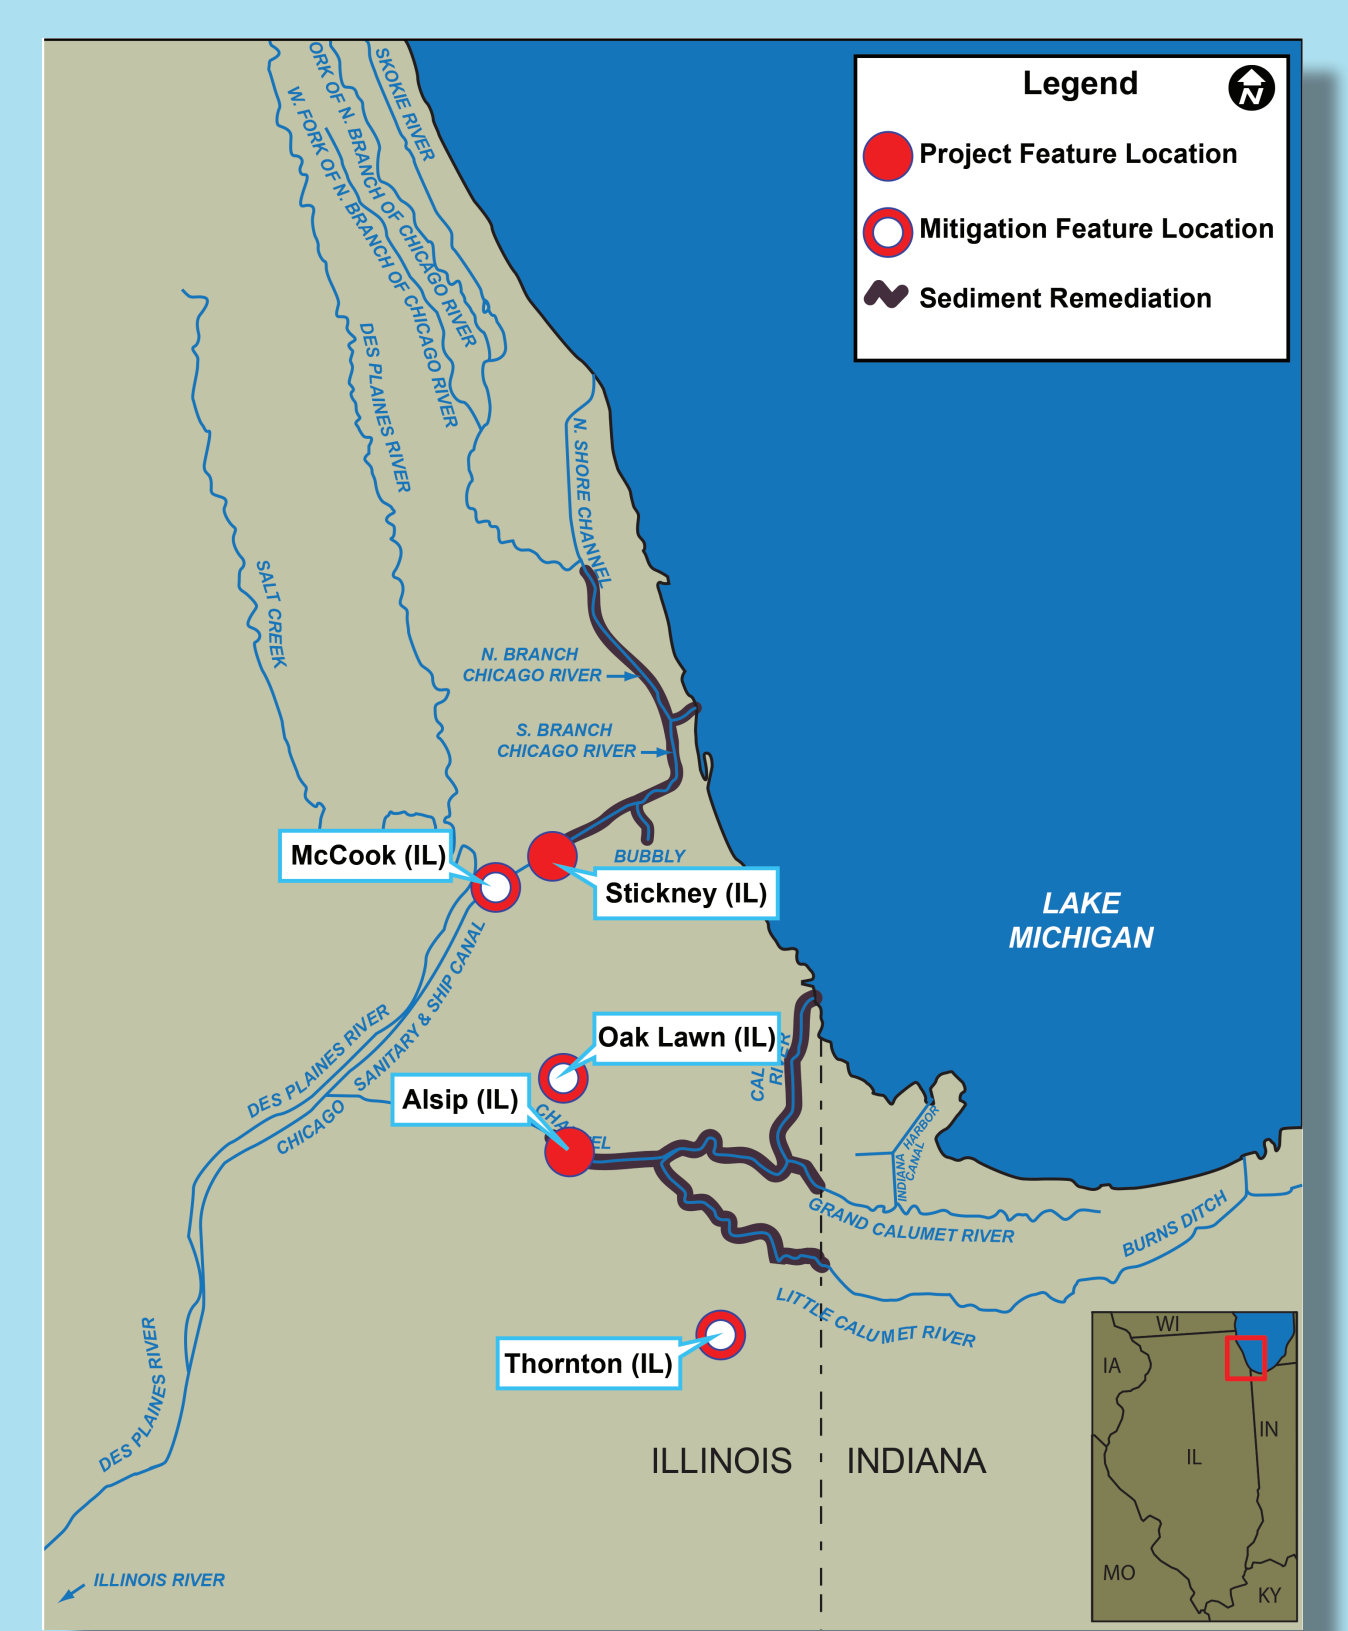 Legend
N
Project Feature Location
Mitigation Feature Location
Sediment Remediation
SKOKIE RIVER
ORK OF N. BRANCH OF CHICAGO RIVER
W. FORK OF N. BRANCH OF CHICAGO RIVER
DES PLAINES RIVER
N. SHORE CHANNEL
SALT CREEK
N. BRANCH
CHICAGO RIVER
S. BRANCH
CHICAGO RIVER
McCook (IL)
BUBBLY
Stickney (IL)
LAKE
MICHIGAN
DES PLAINES RIVER
CHICAGO SANITARY & SHIP CANAL
Oak Lawn (IL)
CAL
RIVER
Alsip (IL)
INDIANA HARBOR
CANAL
GRAND CALUMET RIVER
BURNS DITCH
LITTLE CALUMET RIVER
Thornton (IL)
DES PLAINES RIVER
ILLINOIS
INDIANA
ILLINOIS RIVER
WI
IA
IL
IN
MO
KY